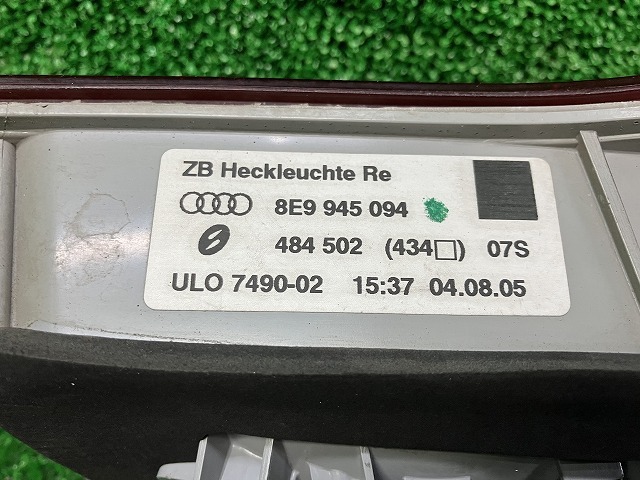 ZB Heckleuchte Re
8E9 945 094
484 502 (434□) 07S
ULO 7490-02 15:37 04.08.05